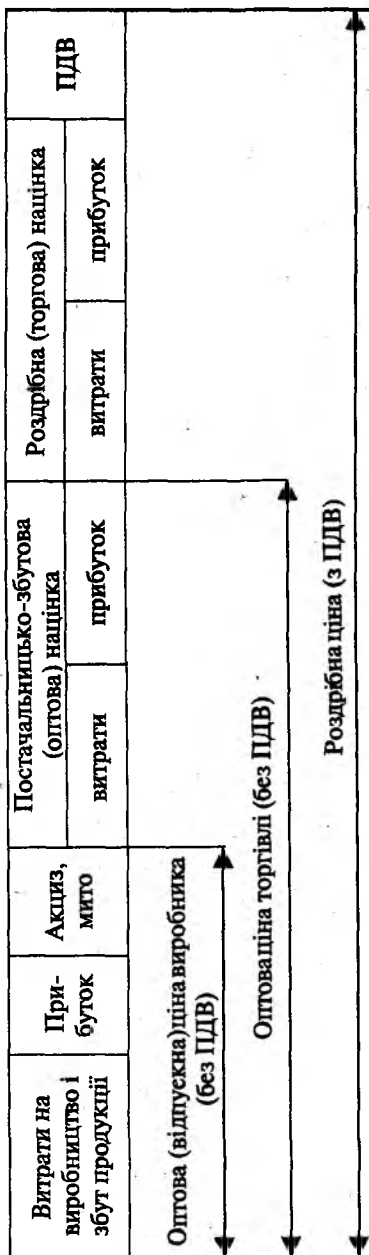 Витрати на
виробництво і
збут продукції
При-
буток
Акциз,
мито
Постачальницько-збутова
(оптова) націнка
витрати
прибуток
Роздрібна (торгова) націнка
витрати
прибуток
ПДВ
Оптова (відпускна) ціна виробника
(без ПДВ)
Оптова ціна торгівлі (без ПДВ)
Роздрібна ціна (з ПДВ)